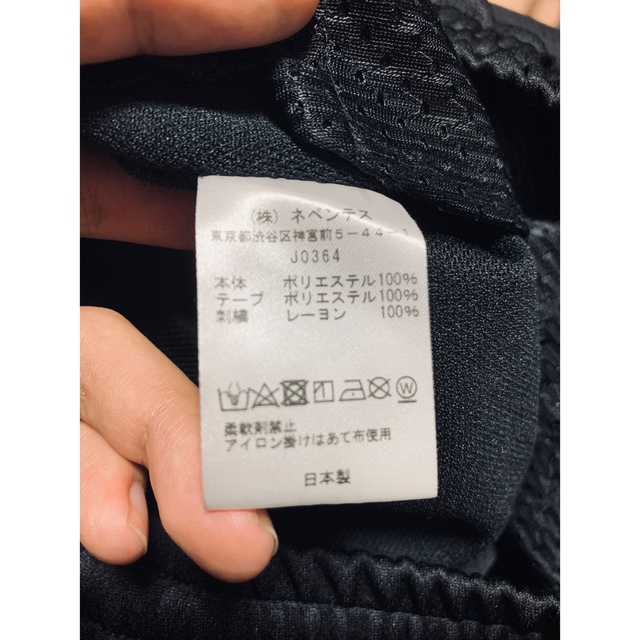 (株) ネペンテス
東京都渋谷区神宮前5-44-1
J0364
本体 ポリエステル100%
テープ ポリエステル100%
刺繍 レーヨン 100%
W
柔軟剤禁止
アイロン掛けはあて布使用
日本製